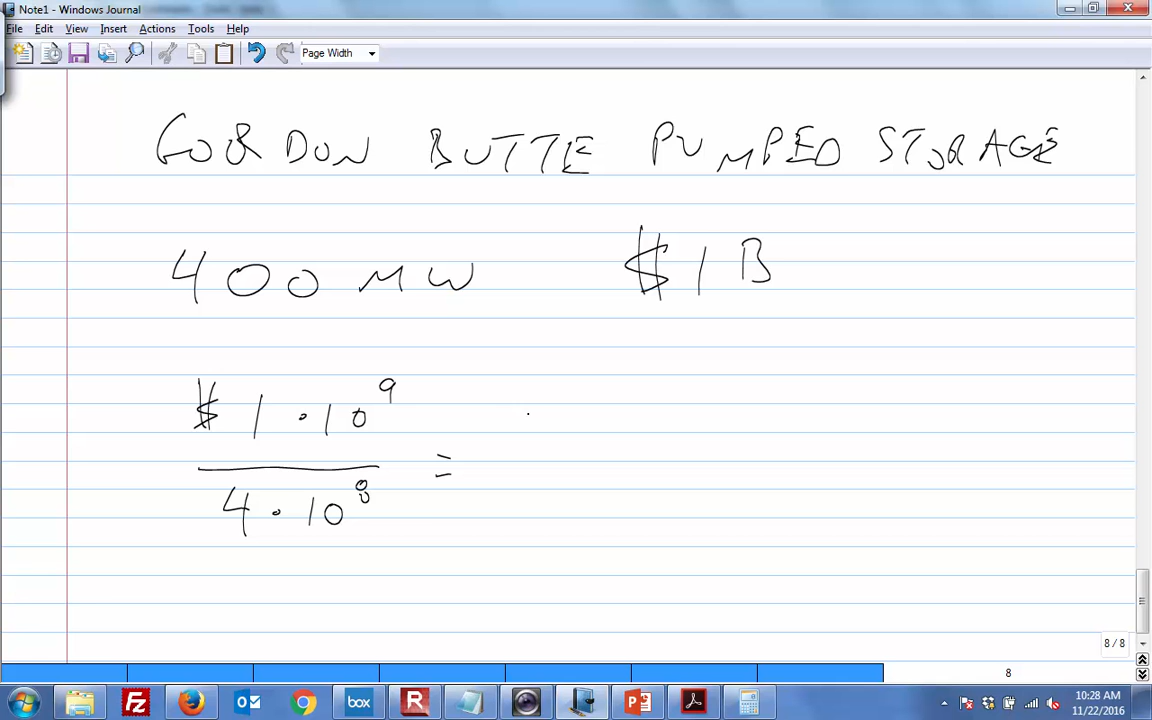 Note1 - Windows Journal
File Edit View Insert Actions Tools Help
Page Width
GORDON BUTTE PUMPED STORAGE
400 MW $1B
$ 1 · 10^9
=
4 · 10^8
8 / 8
8
10:28 AM
11/22/2016